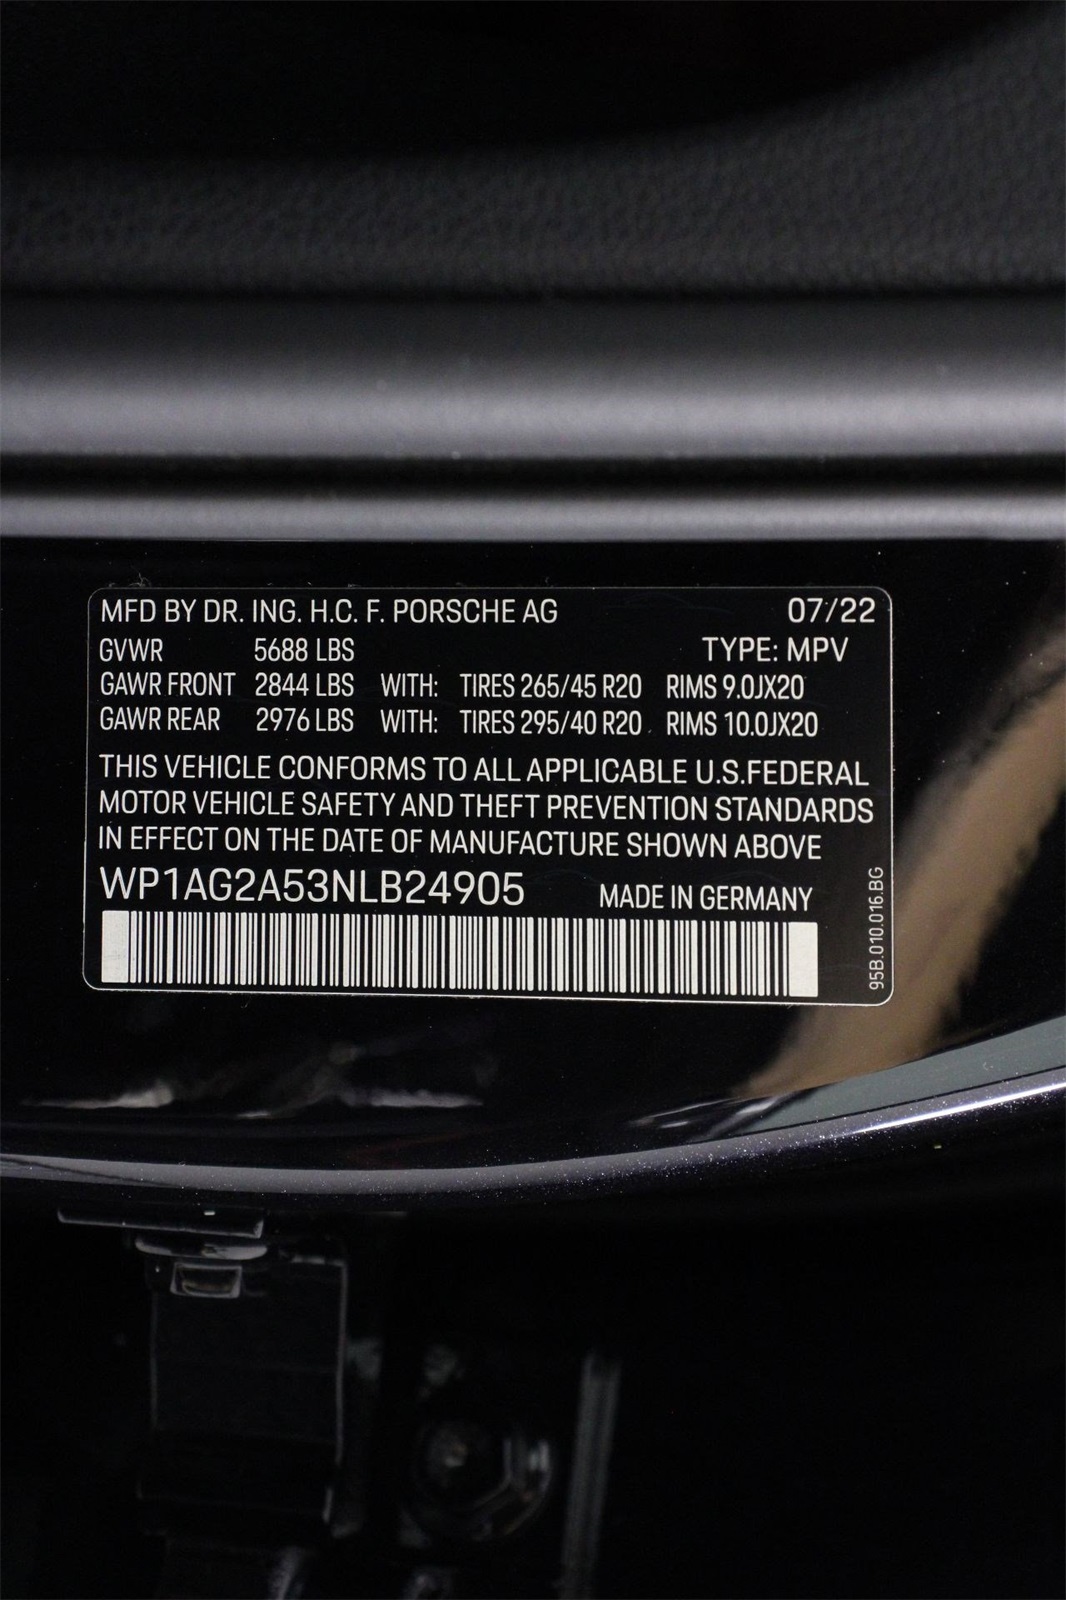 MFD BY DR. ING. H.C. F. PORSCHE AG 07/22
GVWR 5688 LBS TYPE: MPV
GAWR FRONT 2844 LBS WITH: TIRES 265/45 R20 RIMS 9.0JX20
GAWR REAR 2976 LBS WITH: TIRES 295/40 R20 RIMS 10.0JX20
THIS VEHICLE CONFORMS TO ALL APPLICABLE U.S.FEDERAL
MOTOR VEHICLE SAFETY AND THEFT PREVENTION STANDARDS
IN EFFECT ON THE DATE OF MANUFACTURE SHOWN ABOVE
WP1AG2A53NLB24905 MADE IN GERMANY
95B.010.016.BG